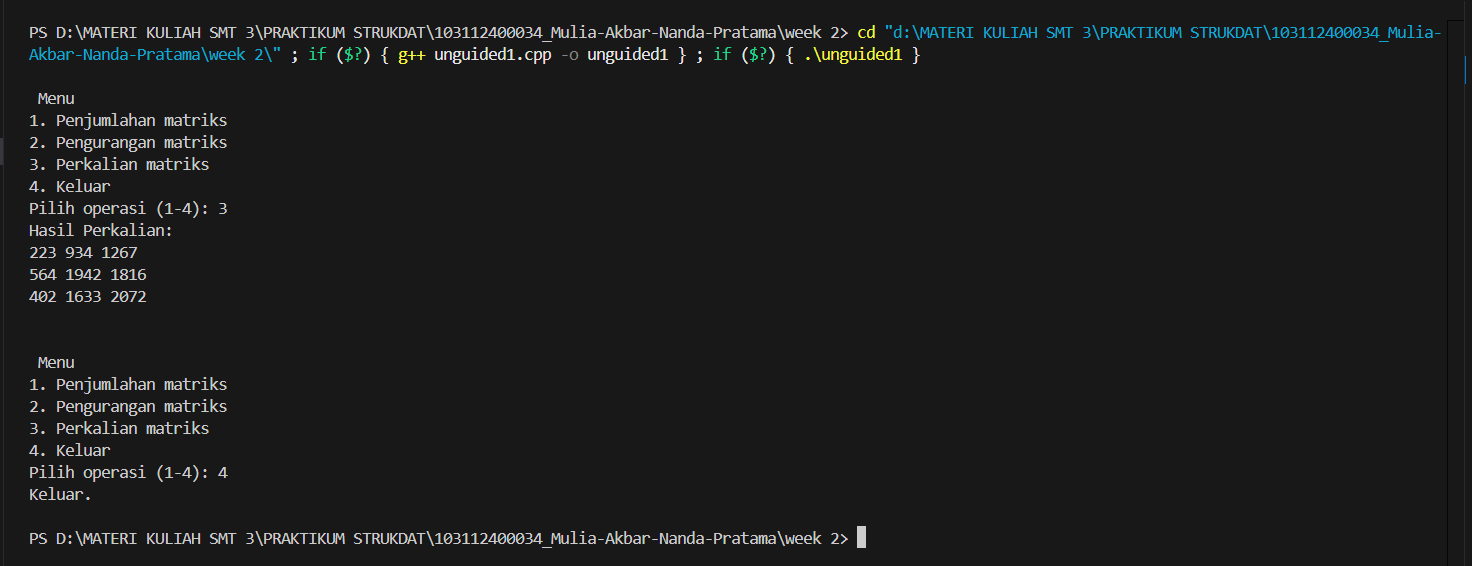 PS D:\MATERI KULIAH SMT 3\PRAKTIKUM STRUKDAT\103112400034_Mulia-Akbar-Nanda-Pratama\week 2> cd "d:\MATERI KULIAH SMT 3\PRAKTIKUM STRUKDAT\103112400034_Mulia-
Akbar-Nanda-Pratama\week 2\" ; if ($?) { g++ unguided1.cpp -o unguided1 } ; if ($?) { .\unguided1 }
Menu
1. Penjumlahan matriks
2. Pengurangan matriks
3. Perkalian matriks
4. Keluar
Pilih operasi (1-4): 3
Hasil Perkalian:
223 934 1267
564 1942 1816
402 1633 2072
Menu
1. Penjumlahan matriks
2. Pengurangan matriks
3. Perkalian matriks
4. Keluar
Pilih operasi (1-4): 4
Keluar.
PS D:\MATERI KULIAH SMT 3\PRAKTIKUM STRUKDAT\103112400034_Mulia-Akbar-Nanda-Pratama\week 2>